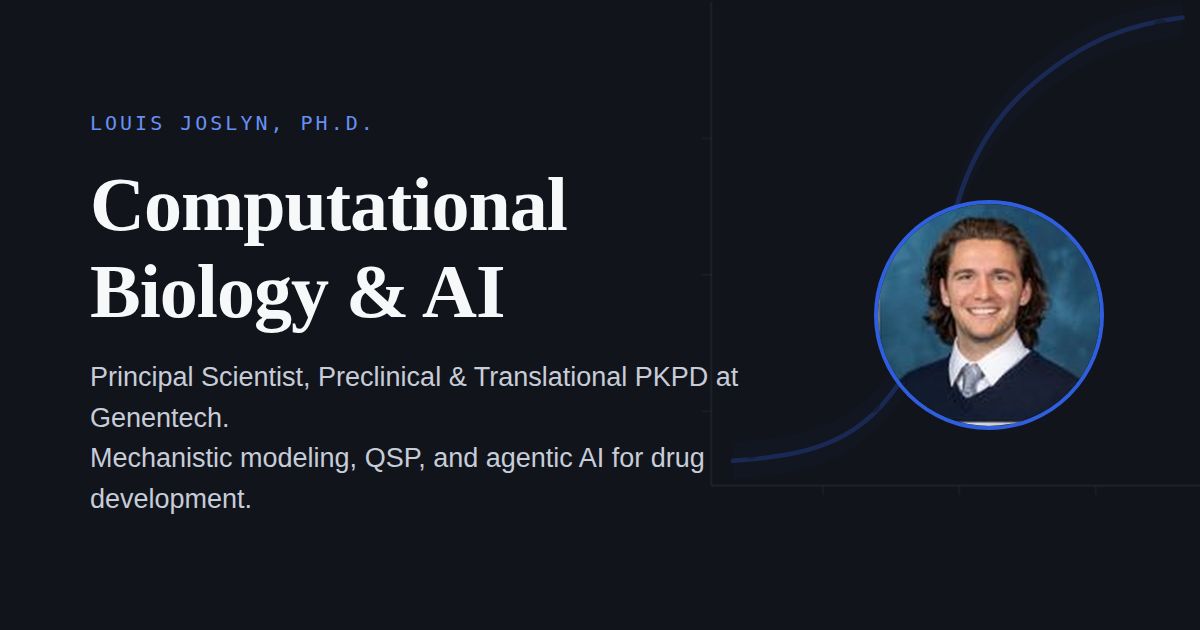 LOUIS JOSLYN, PH.D.
Computational
Biology & AI
Principal Scientist, Preclinical & Translational PKPD at
Genentech.
Mechanistic modeling, QSP, and agentic AI for drug
development.